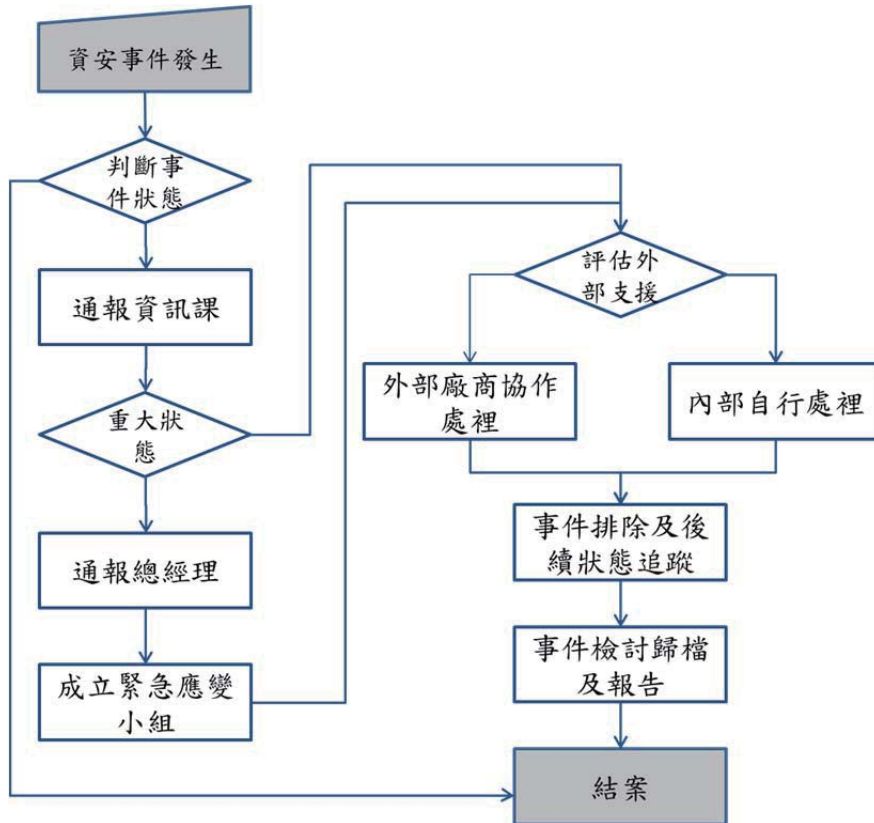 資安事件發生
判斷事
件狀態
通報資訊課
重大狀
態
通報總經理
成立緊急應變
小組
評估外
部支援
外部廠商協作
處裡
內部自行處裡
事件排除及後
續狀態追蹤
事件檢討歸檔
及報告
結案